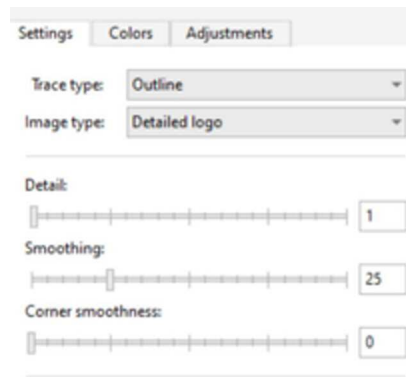 Settings Colors Adjustments
Trace type: Outline
Image type: Detailed logo
Detail:
1
Smoothing:
25
Corner smoothness:
0